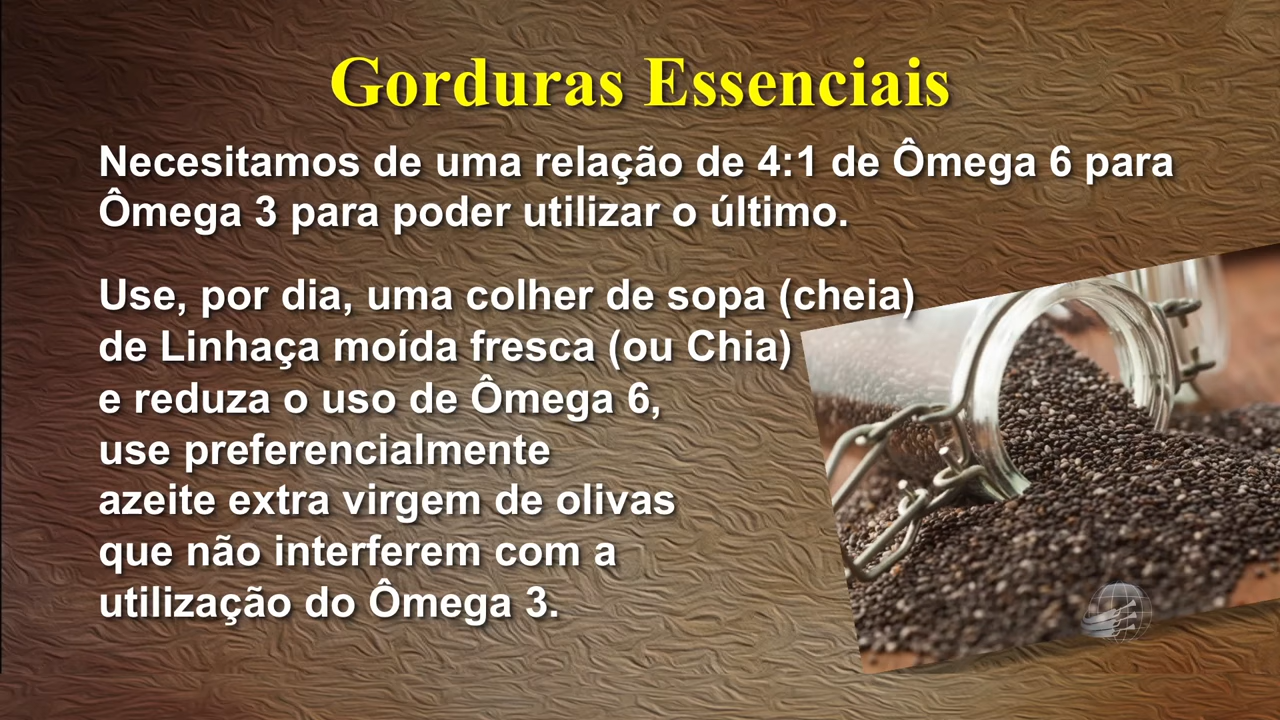 Gorduras Essenciais
Necesitamos de uma relação de 4:1 de Ômega 6 para
Ômega 3 para poder utilizar o último.
Use, por dia, uma colher de sopa (cheia)
de Linhaça moída fresca (ou Chia)
e reduza o uso de Ômega 6,
use preferencialmente
azeite extra virgem de olivas
que não interferem com a
utilização do Ômega 3.